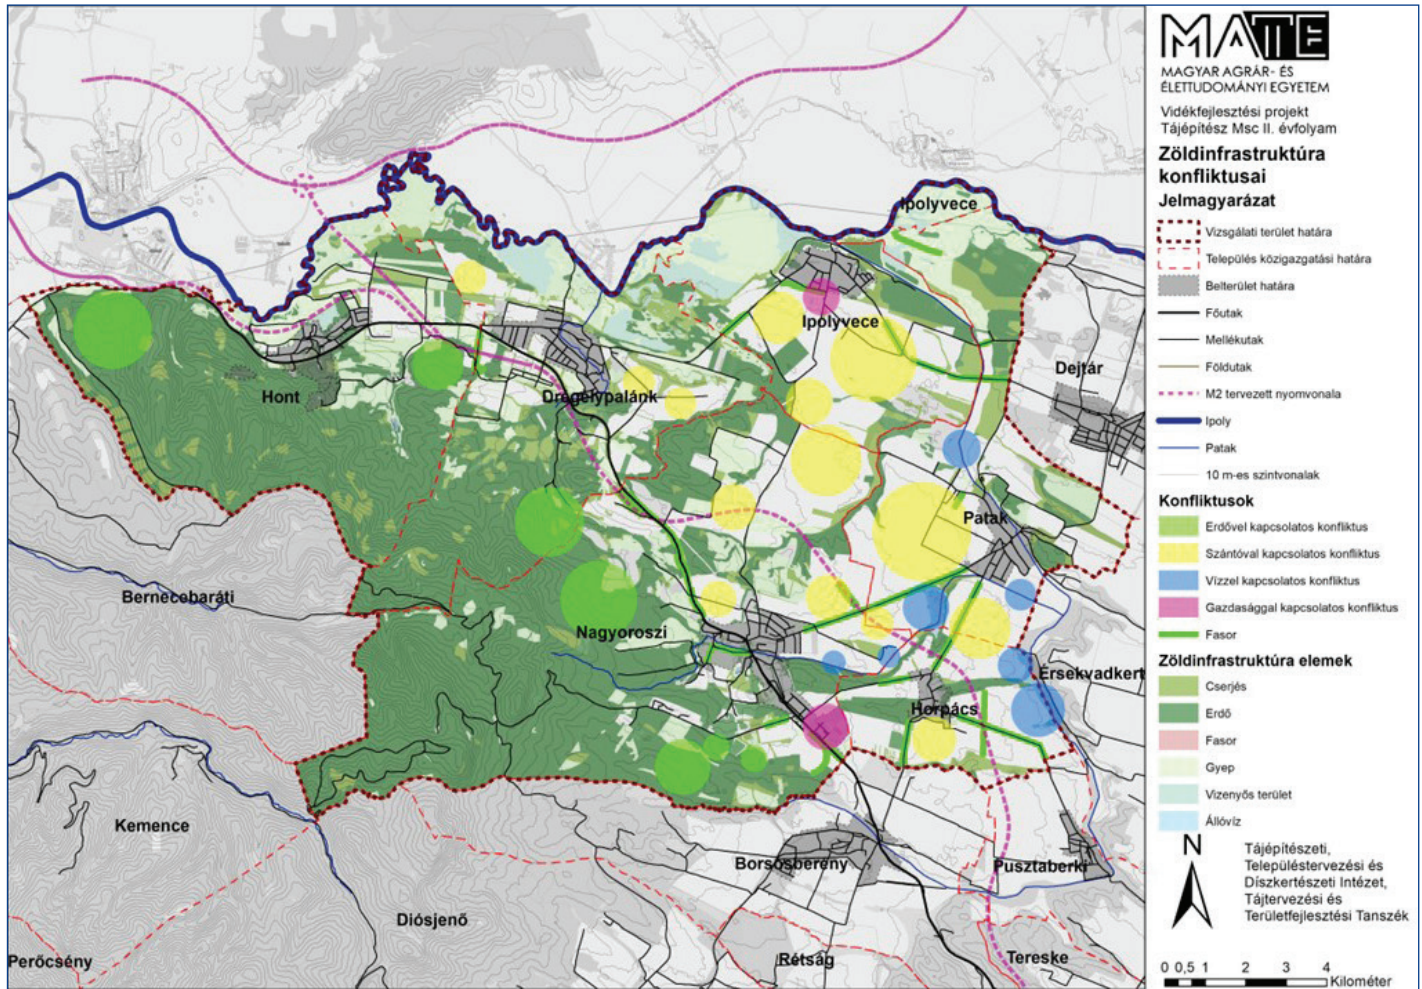 Ipolyvece
Ipolyvece
Dejtár
Hont
Drégelypalánk
Patak
Bernecebaráti
Nagyoroszi
Érsekvadkert
Horpács
Kemence
Borsosberény
Pusztaberki
Diósjenő
Perőcsény
Rétság
Tereske
MATE
MAGYAR AGRÁR- ÉS
ÉLETTUDOMÁNYI EGYETEM
Vidékfejlesztési projekt
Tájépítész Msc II. évfolyam
Zöldinfrastruktúra
konfliktusai
Jelmagyarázat
Vizsgálati terület határa
Település közigazgatási határa
Belterület határa
Főutak
Mellékutak
Földutak
M2 tervezett nyomvonala
Ipoly
Patak
10 m-es szintvonalak
Konfliktusok
Erdővel kapcsolatos konfliktus
Szántóval kapcsolatos konfliktus
Vízzel kapcsolatos konfliktus
Gazdasággal kapcsolatos konfliktus
Fasor
Zöldinfrastruktúra elemek
Cserjés
Erdő
Fasor
Gyep
Vizenyős terület
Állóvíz
N
Tájépítészeti,
Településtervezési és
Díszkertészeti Intézet,
Tájtervezési és
Területfejlesztési Tanszék
0 0,5 1 2 3 4
Kilométer